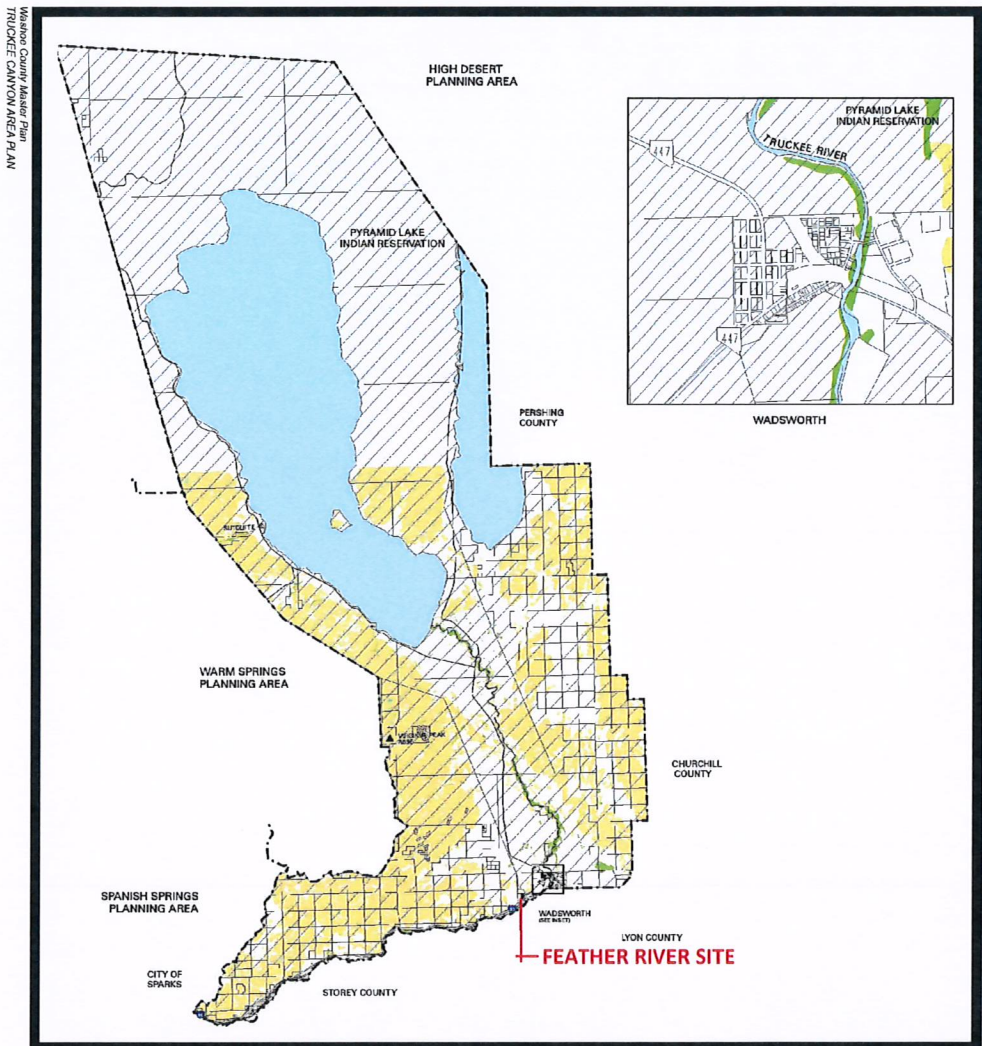 Washoe County Master Plan
TRUCKEE CANYON AREA PLAN
HIGH DESERT
PLANNING AREA
PYRAMID LAKE
INDIAN RESERVATION
TRUCKEE RIVER
447
447
WADSWORTH
PYRAMID LAKE
INDIAN RESERVATION
PERSHING
COUNTY
SUTCLIFFE
WARM SPRINGS
PLANNING AREA
CHURCHILL
COUNTY
SPANISH SPRINGS
PLANNING AREA
WADSWORTH
(SEE INSET)
LYON COUNTY
FEATHER RIVER SITE
CITY OF
SPARKS
STOREY COUNTY